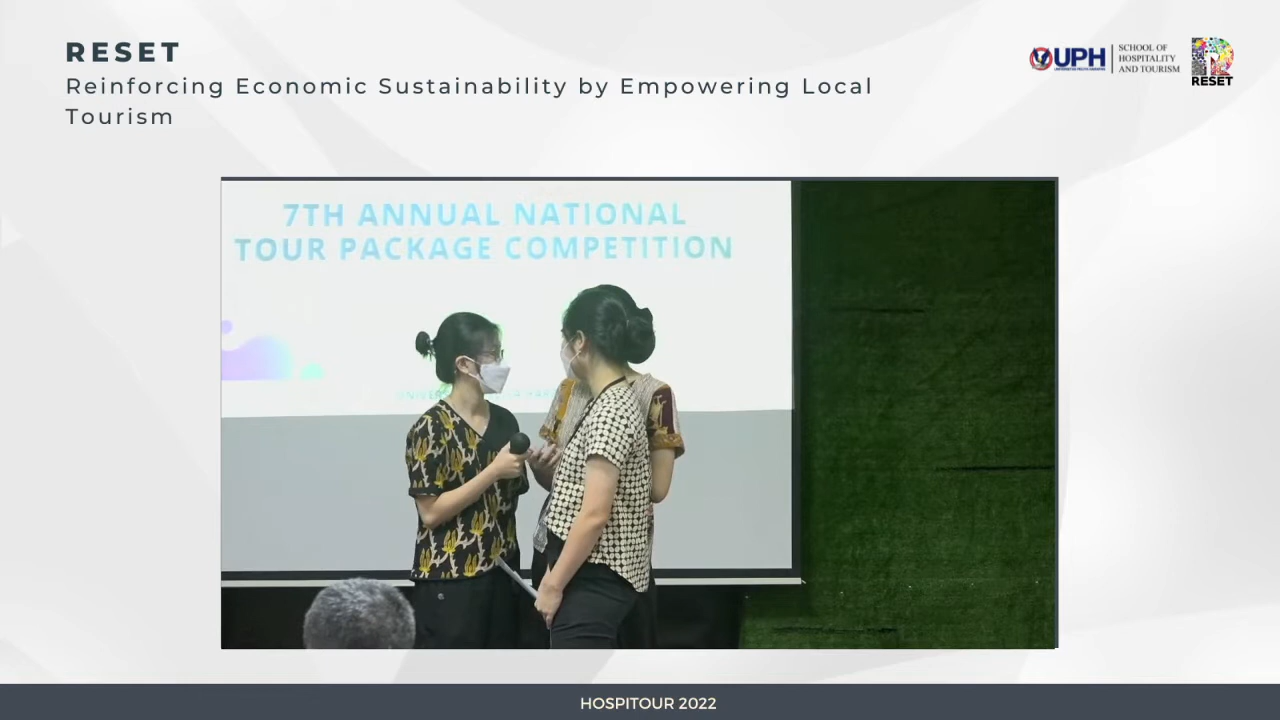 RESET
Reinforcing Economic Sustainability by Empowering Local
Tourism
UPH
SCHOOL OF
HOSPITALITY
AND TOURISM
RESET
7TH ANNUAL NATIONAL
TOUR PACKAGE COMPETITION
HOSPITOUR 2022